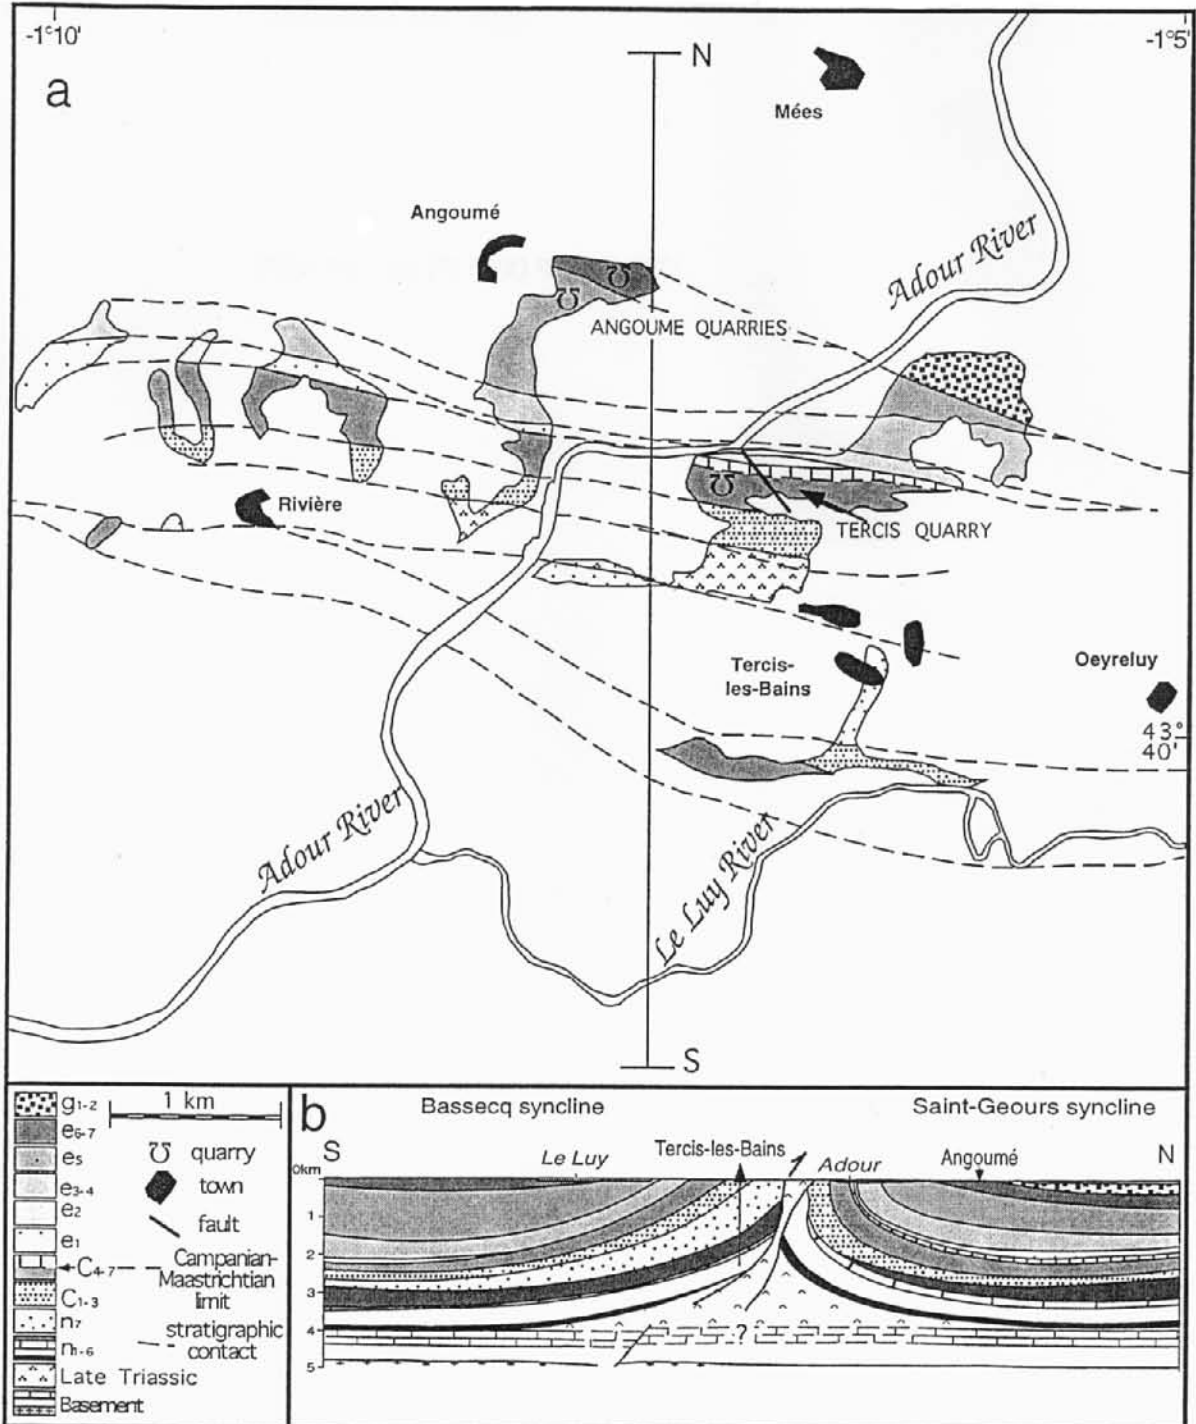 -1°10'
-1°5'
a
N
Mées
Angoumé
Adour River
ANGOUME QUARRIES
Rivière
TERCIS QUARRY
Tercis-
les-Bains
Oeyreluy
43°
40'
Adour River
Le Luy River
S
g1-2
e6-7
e5
e3-4
e2
e1
C4-7
C1-3
n7
n1-6
Late Triassic
Basement
1 km
quarry
town
fault
Campanian-
Maastrichtian
limit
stratigraphic
contact
b
Bassecq syncline
Saint-Geours syncline
S
Le Luy
Tercis-les-Bains
Adour
Angoumé
N
0km
1
2
3
4
5
?